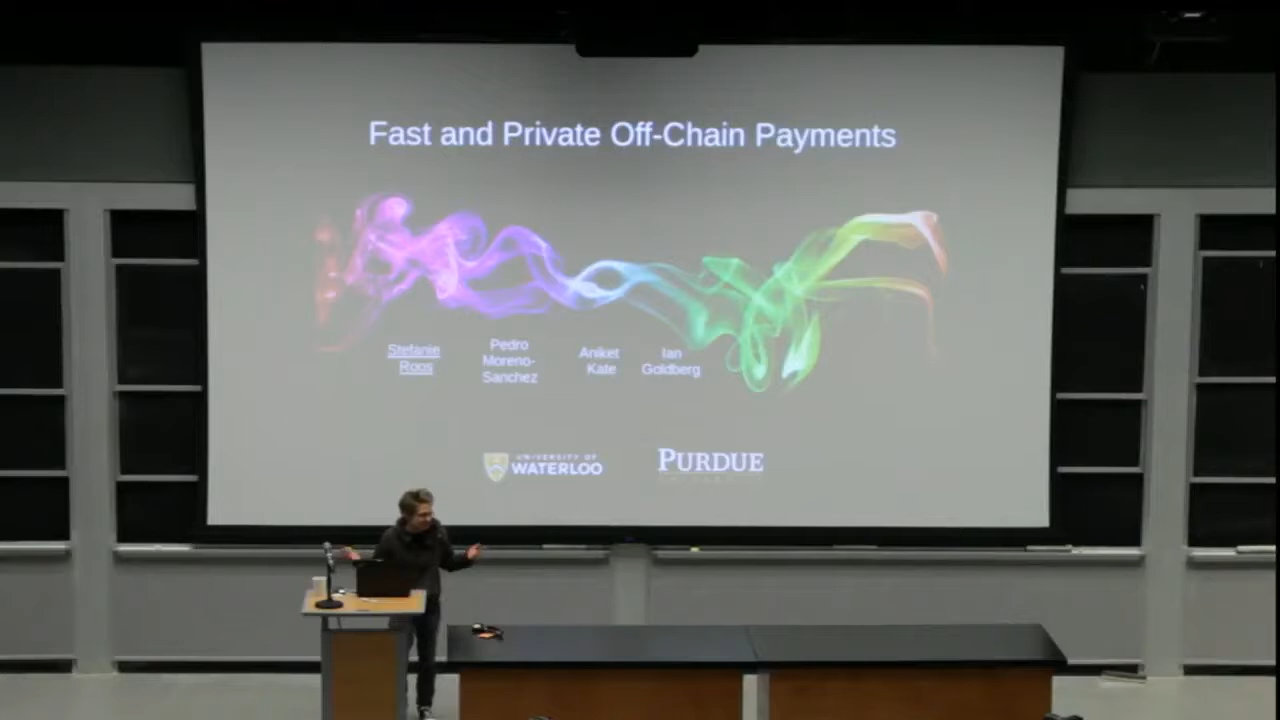 Fast and Private Off-Chain Payments
Stefanie
Roos
Pedro
Moreno-
Sanchez
Aniket
Kate
Ian
Goldberg
UNIVERSITY OF
WATERLOO
PURDUE